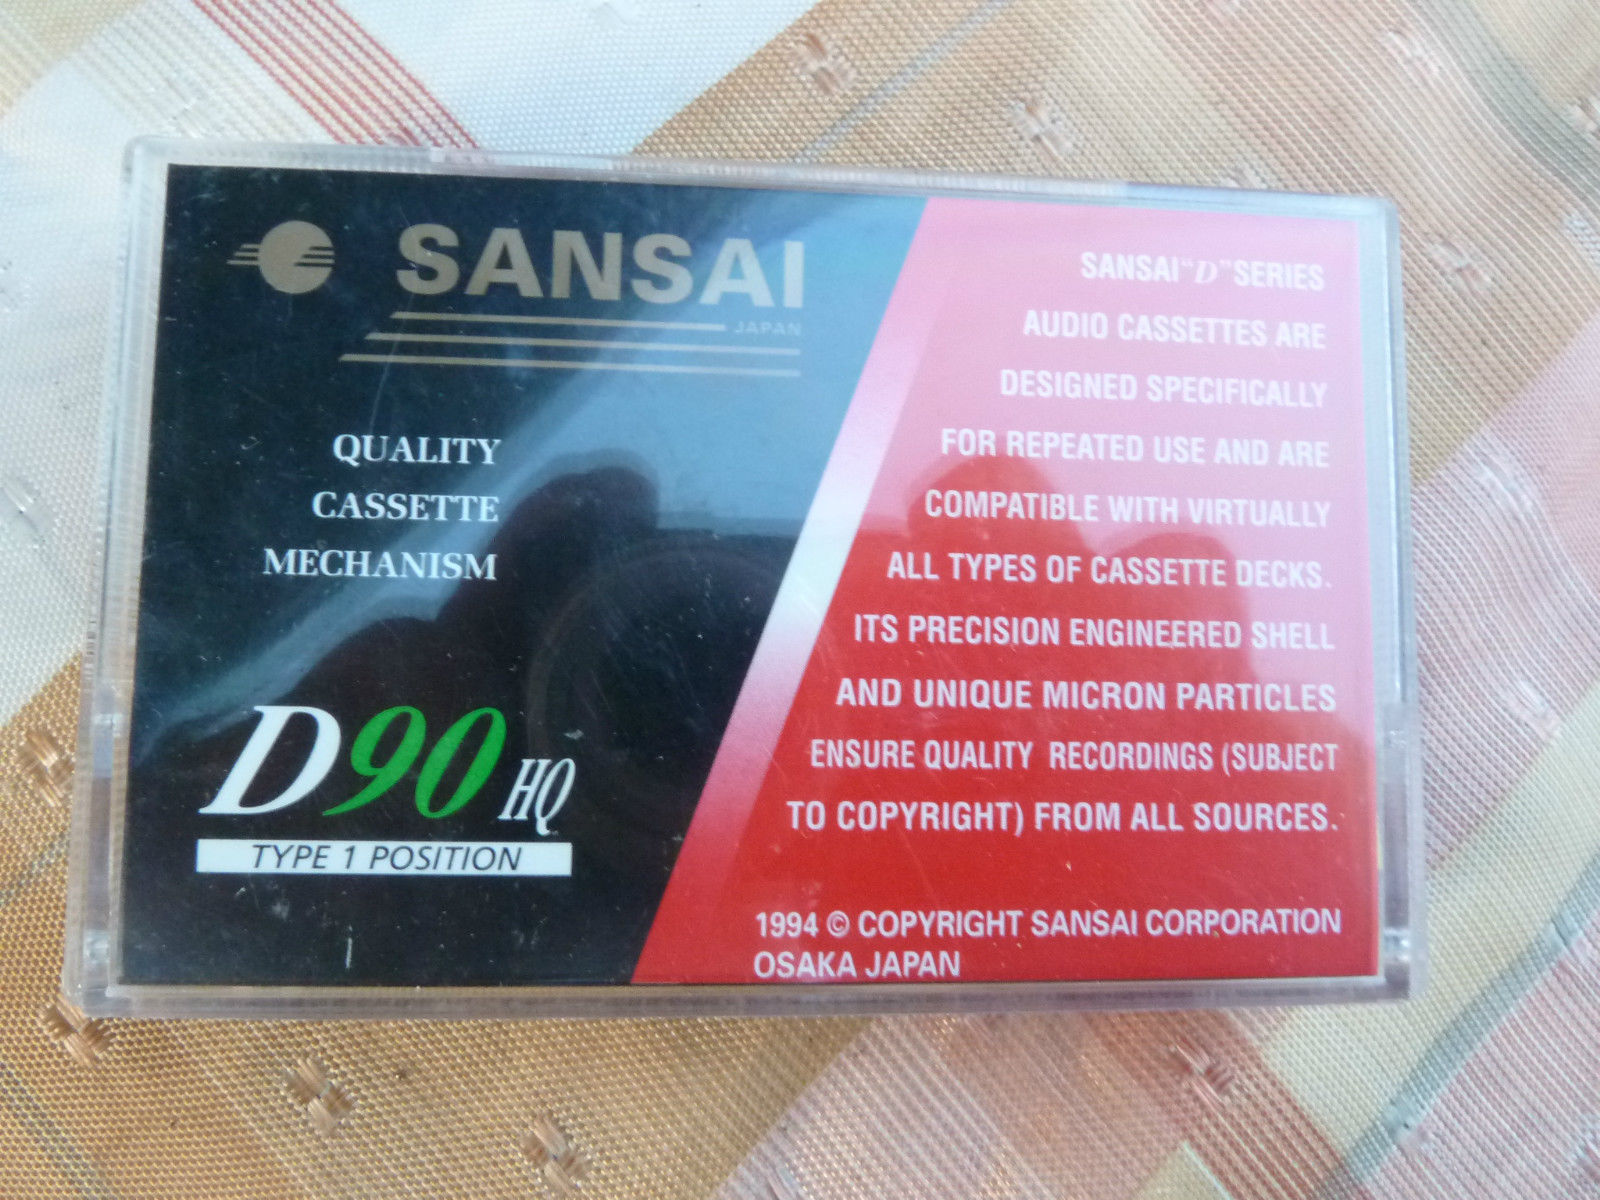 SANSAI
JAPAN
QUALITY
CASSETTE
MECHANISM
D90 HQ
TYPE 1 POSITION
SANSAI "D" SERIES
AUDIO CASSETTES ARE
DESIGNED SPECIFICALLY
FOR REPEATED USE AND ARE
COMPATIBLE WITH VIRTUALLY
ALL TYPES OF CASSETTE DECKS.
ITS PRECISION ENGINEERED SHELL
AND UNIQUE MICRON PARTICLES
ENSURE QUALITY RECORDINGS (SUBJECT
TO COPYRIGHT) FROM ALL SOURCES.
1994 © COPYRIGHT SANSAI CORPORATION
OSAKA JAPAN